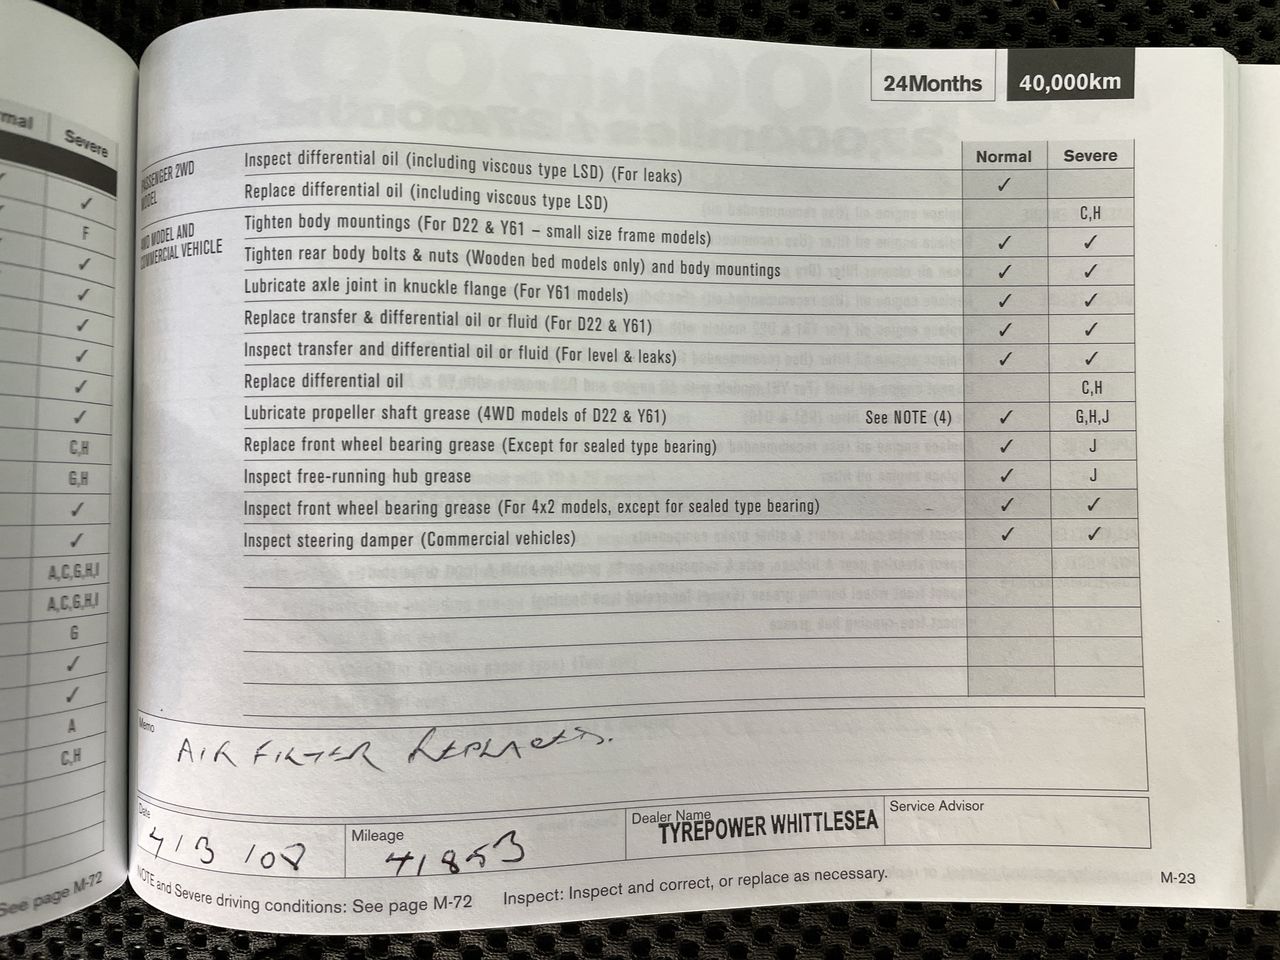 rmal Severe
✓
F
✓
✓
✓
✓
✓
✓
C,H
G,H
✓
✓
A,C,G,H,I
A,C,G,H,I
G
✓
✓
A
C,H
See page M-72
24Months 40,000km
Normal Severe
PASSENGER 2WD
MODEL
Inspect differential oil (including viscous type LSD) (For leaks) ✓
Replace differential oil (including viscous type LSD) C,H
4WD MODEL AND
COMMERCIAL VEHICLE
Tighten body mountings (For D22 & Y61 – small size frame models) ✓ ✓
Tighten rear body bolts & nuts (Wooden bed models only) and body mountings ✓ ✓
Lubricate axle joint in knuckle flange (For Y61 models) ✓ ✓
Replace transfer & differential oil or fluid (For D22 & Y61) ✓ ✓
Inspect transfer and differential oil or fluid (For level & leaks) ✓ ✓
Replace differential oil C,H
Lubricate propeller shaft grease (4WD models of D22 & Y61) See NOTE (4) ✓ G,H,J
Replace front wheel bearing grease (Except for sealed type bearing) ✓ J
Inspect free-running hub grease ✓ J
Inspect front wheel bearing grease (For 4x2 models, except for sealed type bearing) ✓ ✓
Inspect steering damper (Commercial vehicles) ✓ ✓
Memo
AIR FILTER REPLACED.
Date
4/3/08
Mileage
41853
Dealer Name
TYREPOWER WHITTLESEA
Service Advisor
NOTE and Severe driving conditions: See page M-72 Inspect: Inspect and correct, or replace as necessary.
M-23